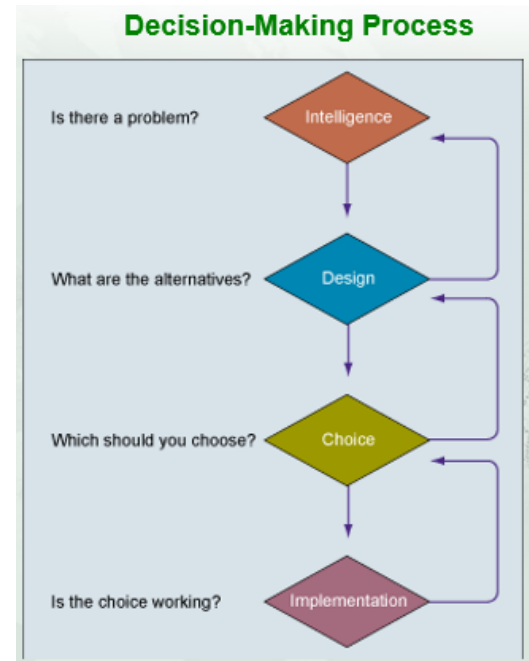 Decision-Making Process
Is there a problem?
Intelligence
What are the alternatives?
Design
Which should you choose?
Choice
Is the choice working?
Implementation